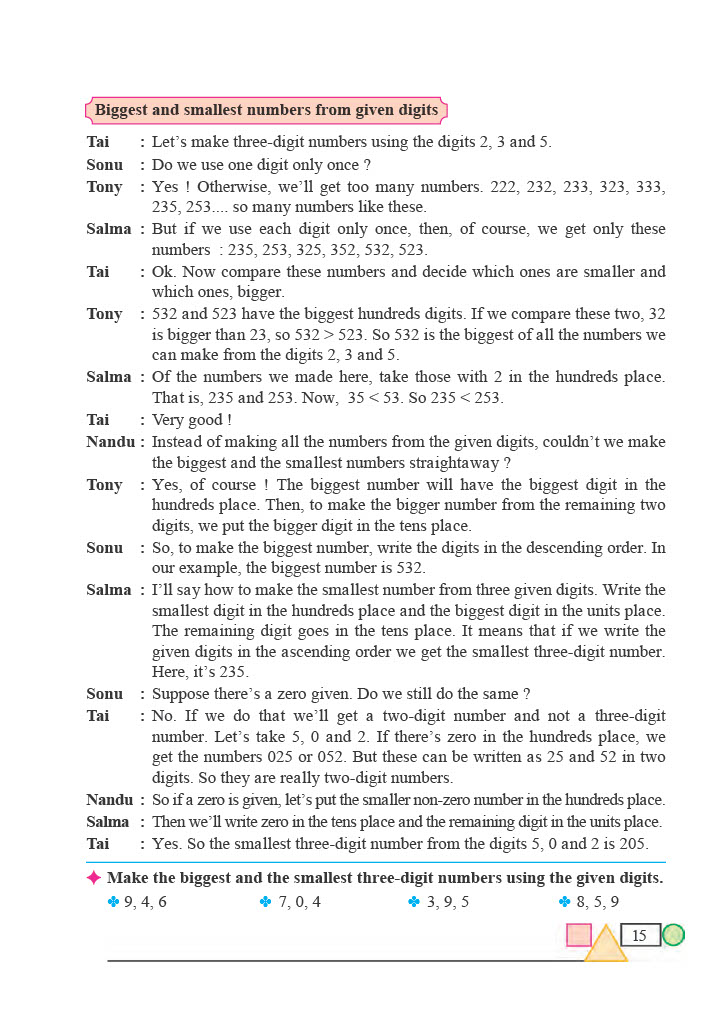 Biggest and smallest numbers from given digits
Tai : Let's make three-digit numbers using the digits 2, 3 and 5.
Sonu : Do we use one digit only once ?
Tony : Yes ! Otherwise, we'll get too many numbers. 222, 232, 233, 323, 333,
235, 253.... so many numbers like these.
Salma : But if we use each digit only once, then, of course, we get only these
numbers : 235, 253, 325, 352, 532, 523.
Tai : Ok. Now compare these numbers and decide which ones are smaller and
which ones, bigger.
Tony : 532 and 523 have the biggest hundreds digits. If we compare these two, 32
is bigger than 23, so 532 > 523. So 532 is the biggest of all the numbers we
can make from the digits 2, 3 and 5.
Salma : Of the numbers we made here, take those with 2 in the hundreds place.
That is, 235 and 253. Now, 35 < 53. So 235 < 253.
Tai : Very good !
Nandu : Instead of making all the numbers from the given digits, couldn't we make
the biggest and the smallest numbers straightaway ?
Tony : Yes, of course ! The biggest number will have the biggest digit in the
hundreds place. Then, to make the bigger number from the remaining two
digits, we put the bigger digit in the tens place.
Sonu : So, to make the biggest number, write the digits in the descending order. In
our example, the biggest number is 532.
Salma : I'll say how to make the smallest number from three given digits. Write the
smallest digit in the hundreds place and the biggest digit in the units place.
The remaining digit goes in the tens place. It means that if we write the
given digits in the ascending order we get the smallest three-digit number.
Here, it's 235.
Sonu : Suppose there's a zero given. Do we still do the same ?
Tai : No. If we do that we'll get a two-digit number and not a three-digit
number. Let's take 5, 0 and 2. If there's zero in the hundreds place, we
get the numbers 025 or 052. But these can be written as 25 and 52 in two
digits. So they are really two-digit numbers.
Nandu : So if a zero is given, let's put the smaller non-zero number in the hundreds place.
Salma : Then we'll write zero in the tens place and the remaining digit in the units place.
Tai : Yes. So the smallest three-digit number from the digits 5, 0 and 2 is 205.
Make the biggest and the smallest three-digit numbers using the given digits.
9, 4, 6 7, 0, 4 3, 9, 5 8, 5, 9
15